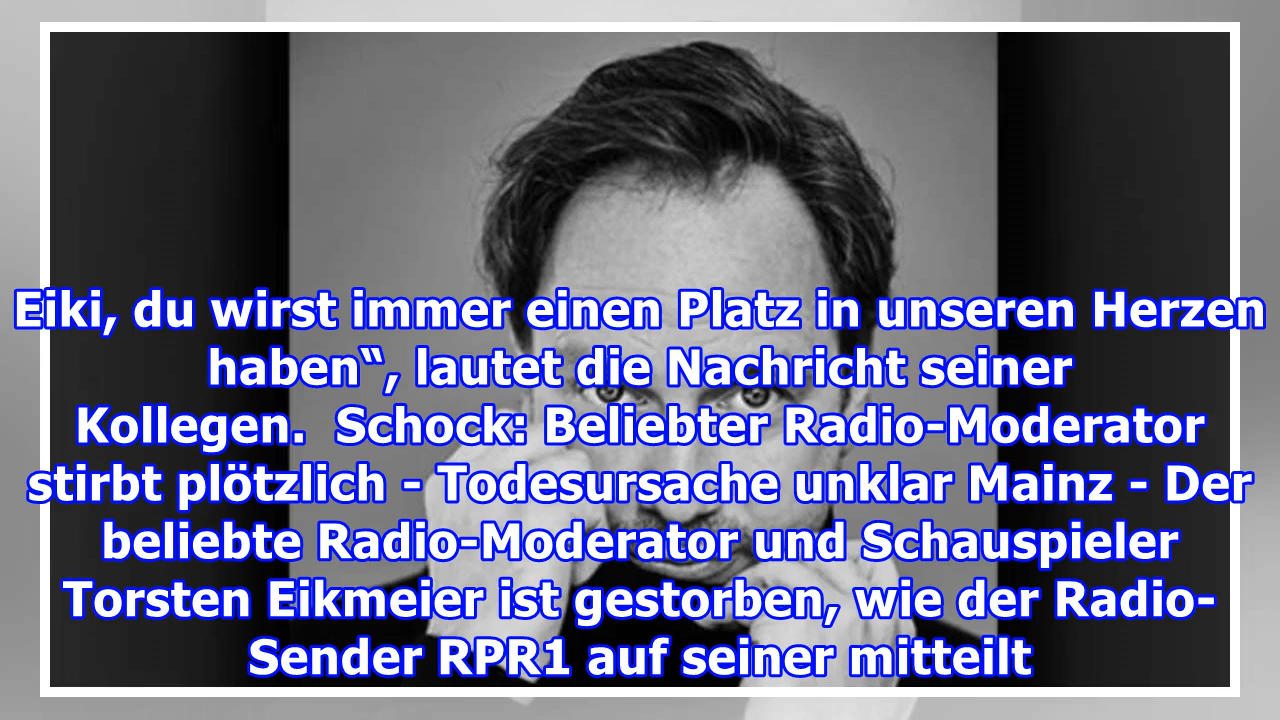 Eiki, du wirst immer einen Platz in unseren Herzen
haben“, lautet die Nachricht seiner
Kollegen.  Schock: Beliebter Radio-Moderator
stirbt plötzlich - Todesursache unklar Mainz - Der
beliebte Radio-Moderator und Schauspieler
Torsten Eikmeier ist gestorben, wie der Radio-
Sender RPR1 auf seiner mitteilt